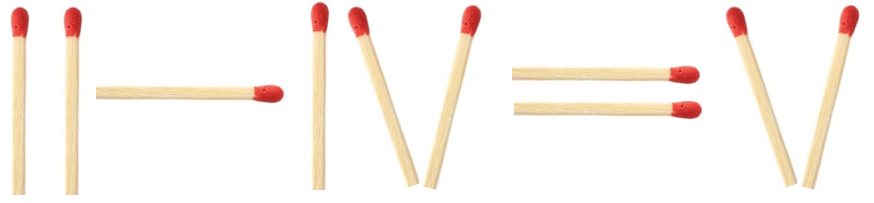 II - IV = V